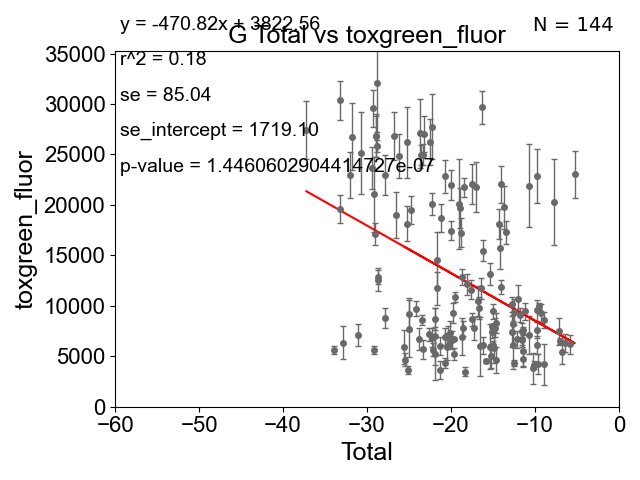 y = -470.82x + 3822.56
N = 144
G Total vs toxgreen_fluor
r^2 = 0.18
se = 85.04
se_intercept = 1719.10
p-value = 1.4460602904414727e-07
35000
30000
25000
20000
15000
10000
5000
0
toxgreen_fluor
−60 −50 −40 −30 −20 −10 0
Total